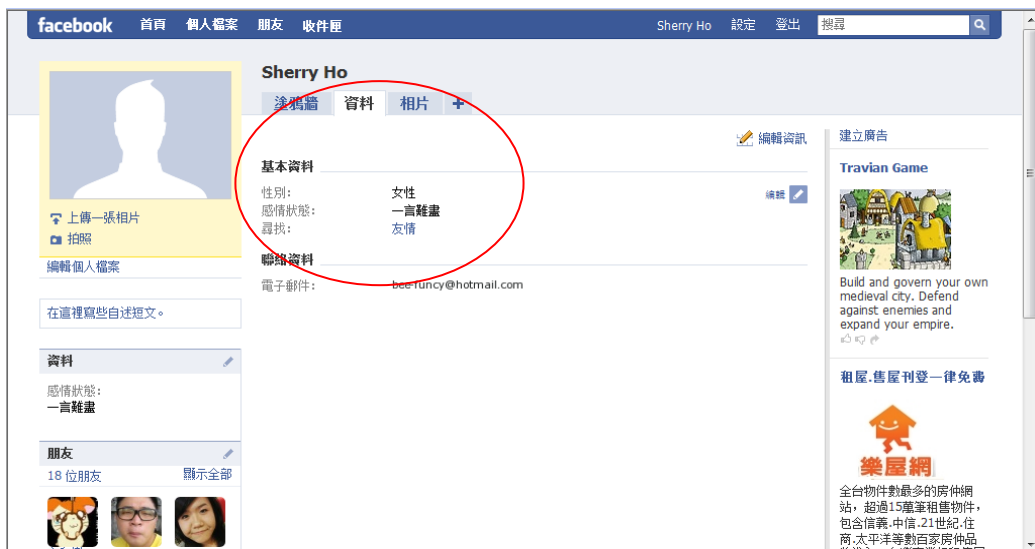 facebook 首頁 個人檔案 朋友 收件匣 Sherry Ho 設定 登出 搜尋
Sherry Ho
塗鴉牆 資料 相片 +
上傳一張相片
拍照
編輯個人檔案
在這裡寫些自述短文。
資料
感情狀態:
一言難盡
朋友
18 位朋友 顯示全部
編輯資訊
基本資料
性別: 女性 編輯
感情狀態: 一言難盡
尋找: 友情
聯絡資料
電子郵件: bee-funcy@hotmail.com
建立廣告
Travian Game
Build and govern your own
medieval city. Defend
against enemies and
expand your empire.
租屋.售屋刊登一律免費
樂屋網
全台物件數最多的房仲網
站，超過15萬筆租售物件，
包含信義.中信.21世紀.住
商.太平洋等數百家房仲品